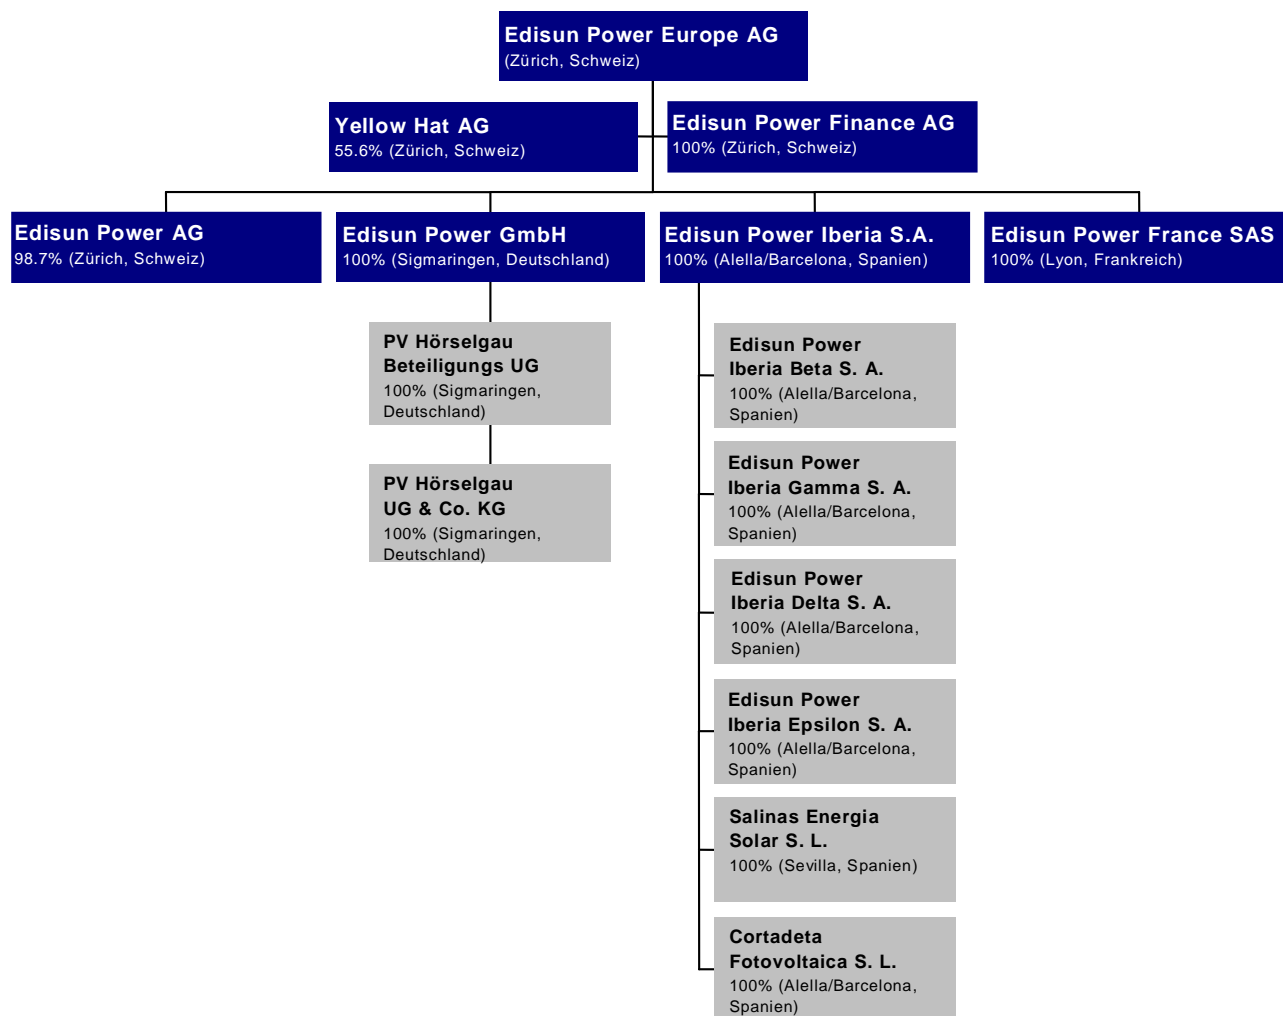 Edisun Power Europe AG
(Zürich, Schweiz)
Yellow Hat AG
55.6% (Zürich, Schweiz)
Edisun Power Finance AG
100% (Zürich, Schweiz)
Edisun Power AG
98.7% (Zürich, Schweiz)
Edisun Power GmbH
100% (Sigmaringen, Deutschland)
Edisun Power Iberia S.A.
100% (Alella/Barcelona, Spanien)
Edisun Power France SAS
100% (Lyon, Frankreich)
PV Hörselgau
Beteiligungs UG
100% (Sigmaringen,
Deutschland)
PV Hörselgau
UG & Co. KG
100% (Sigmaringen,
Deutschland)
Edisun Power
Iberia Beta S. A.
100% (Alella/Barcelona,
Spanien)
Edisun Power
Iberia Gamma S. A.
100% (Alella/Barcelona,
Spanien)
Edisun Power
Iberia Delta S. A.
100% (Alella/Barcelona,
Spanien)
Edisun Power
Iberia Epsilon S. A.
100% (Alella/Barcelona,
Spanien)
Salinas Energia
Solar S. L.
100% (Sevilla, Spanien)
Cortadeta
Fotovoltaica S. L.
100% (Alella/Barcelona,
Spanien)